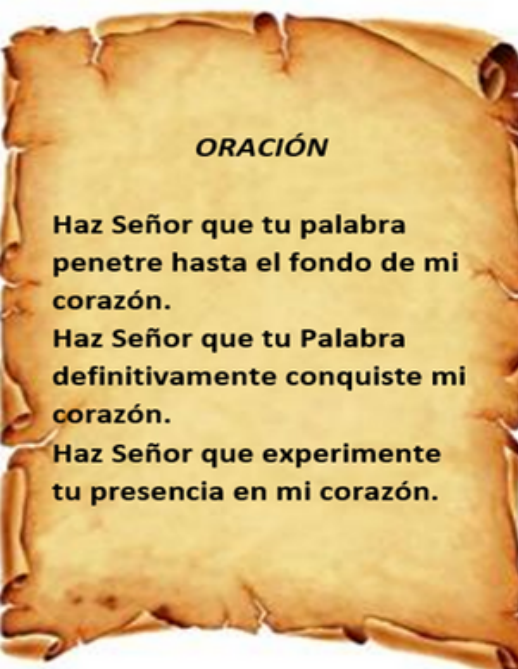 ORACIÓN
Haz Señor que tu palabra
penetre hasta el fondo de mi
corazón.
Haz Señor que tu Palabra
definitivamente conquiste mi
corazón.
Haz Señor que experimente
tu presencia en mi corazón.